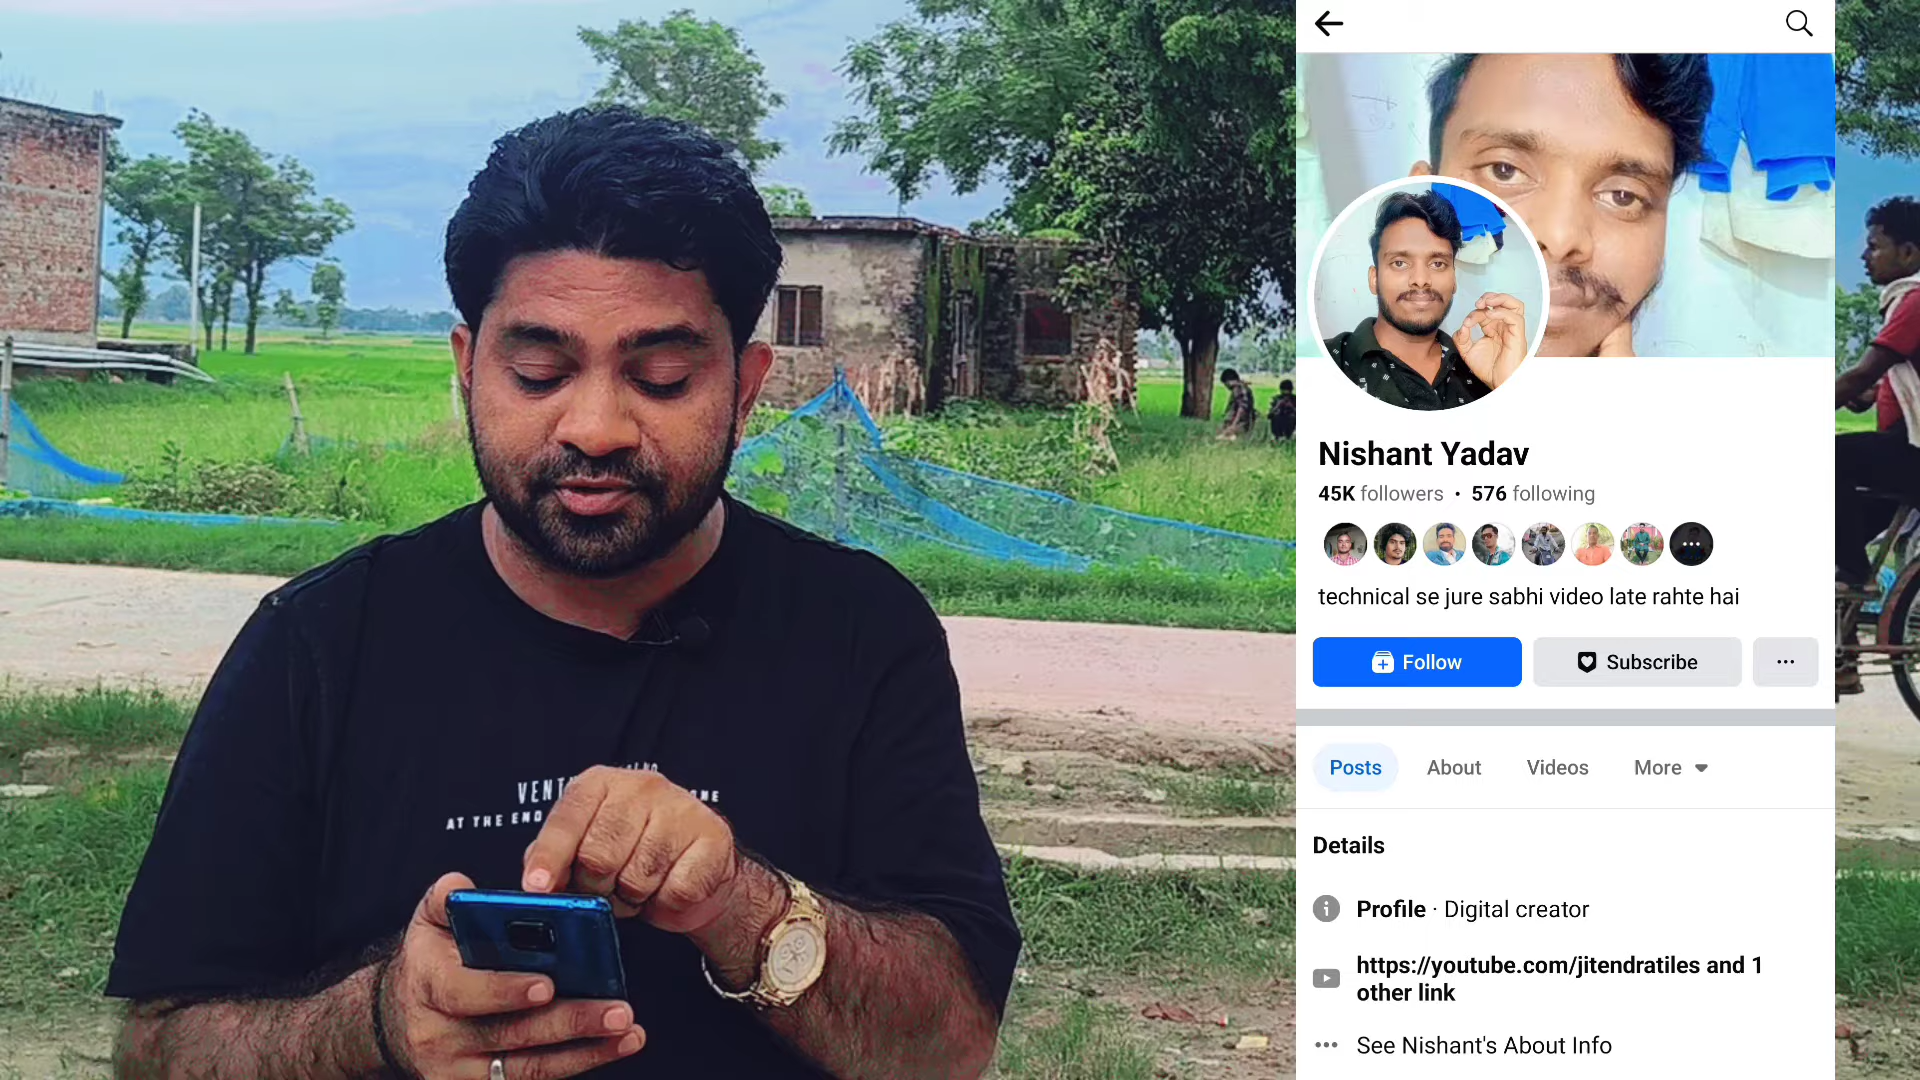 VENT
AT THE END
Nishant Yadav
45K followers • 576 following
technical se jure sabhi video late rahte hai
Follow
Subscribe
Posts
About
Videos
More
Details
Profile · Digital creator
https://youtube.com/jitendratiles and 1
other link
See Nishant's About Info